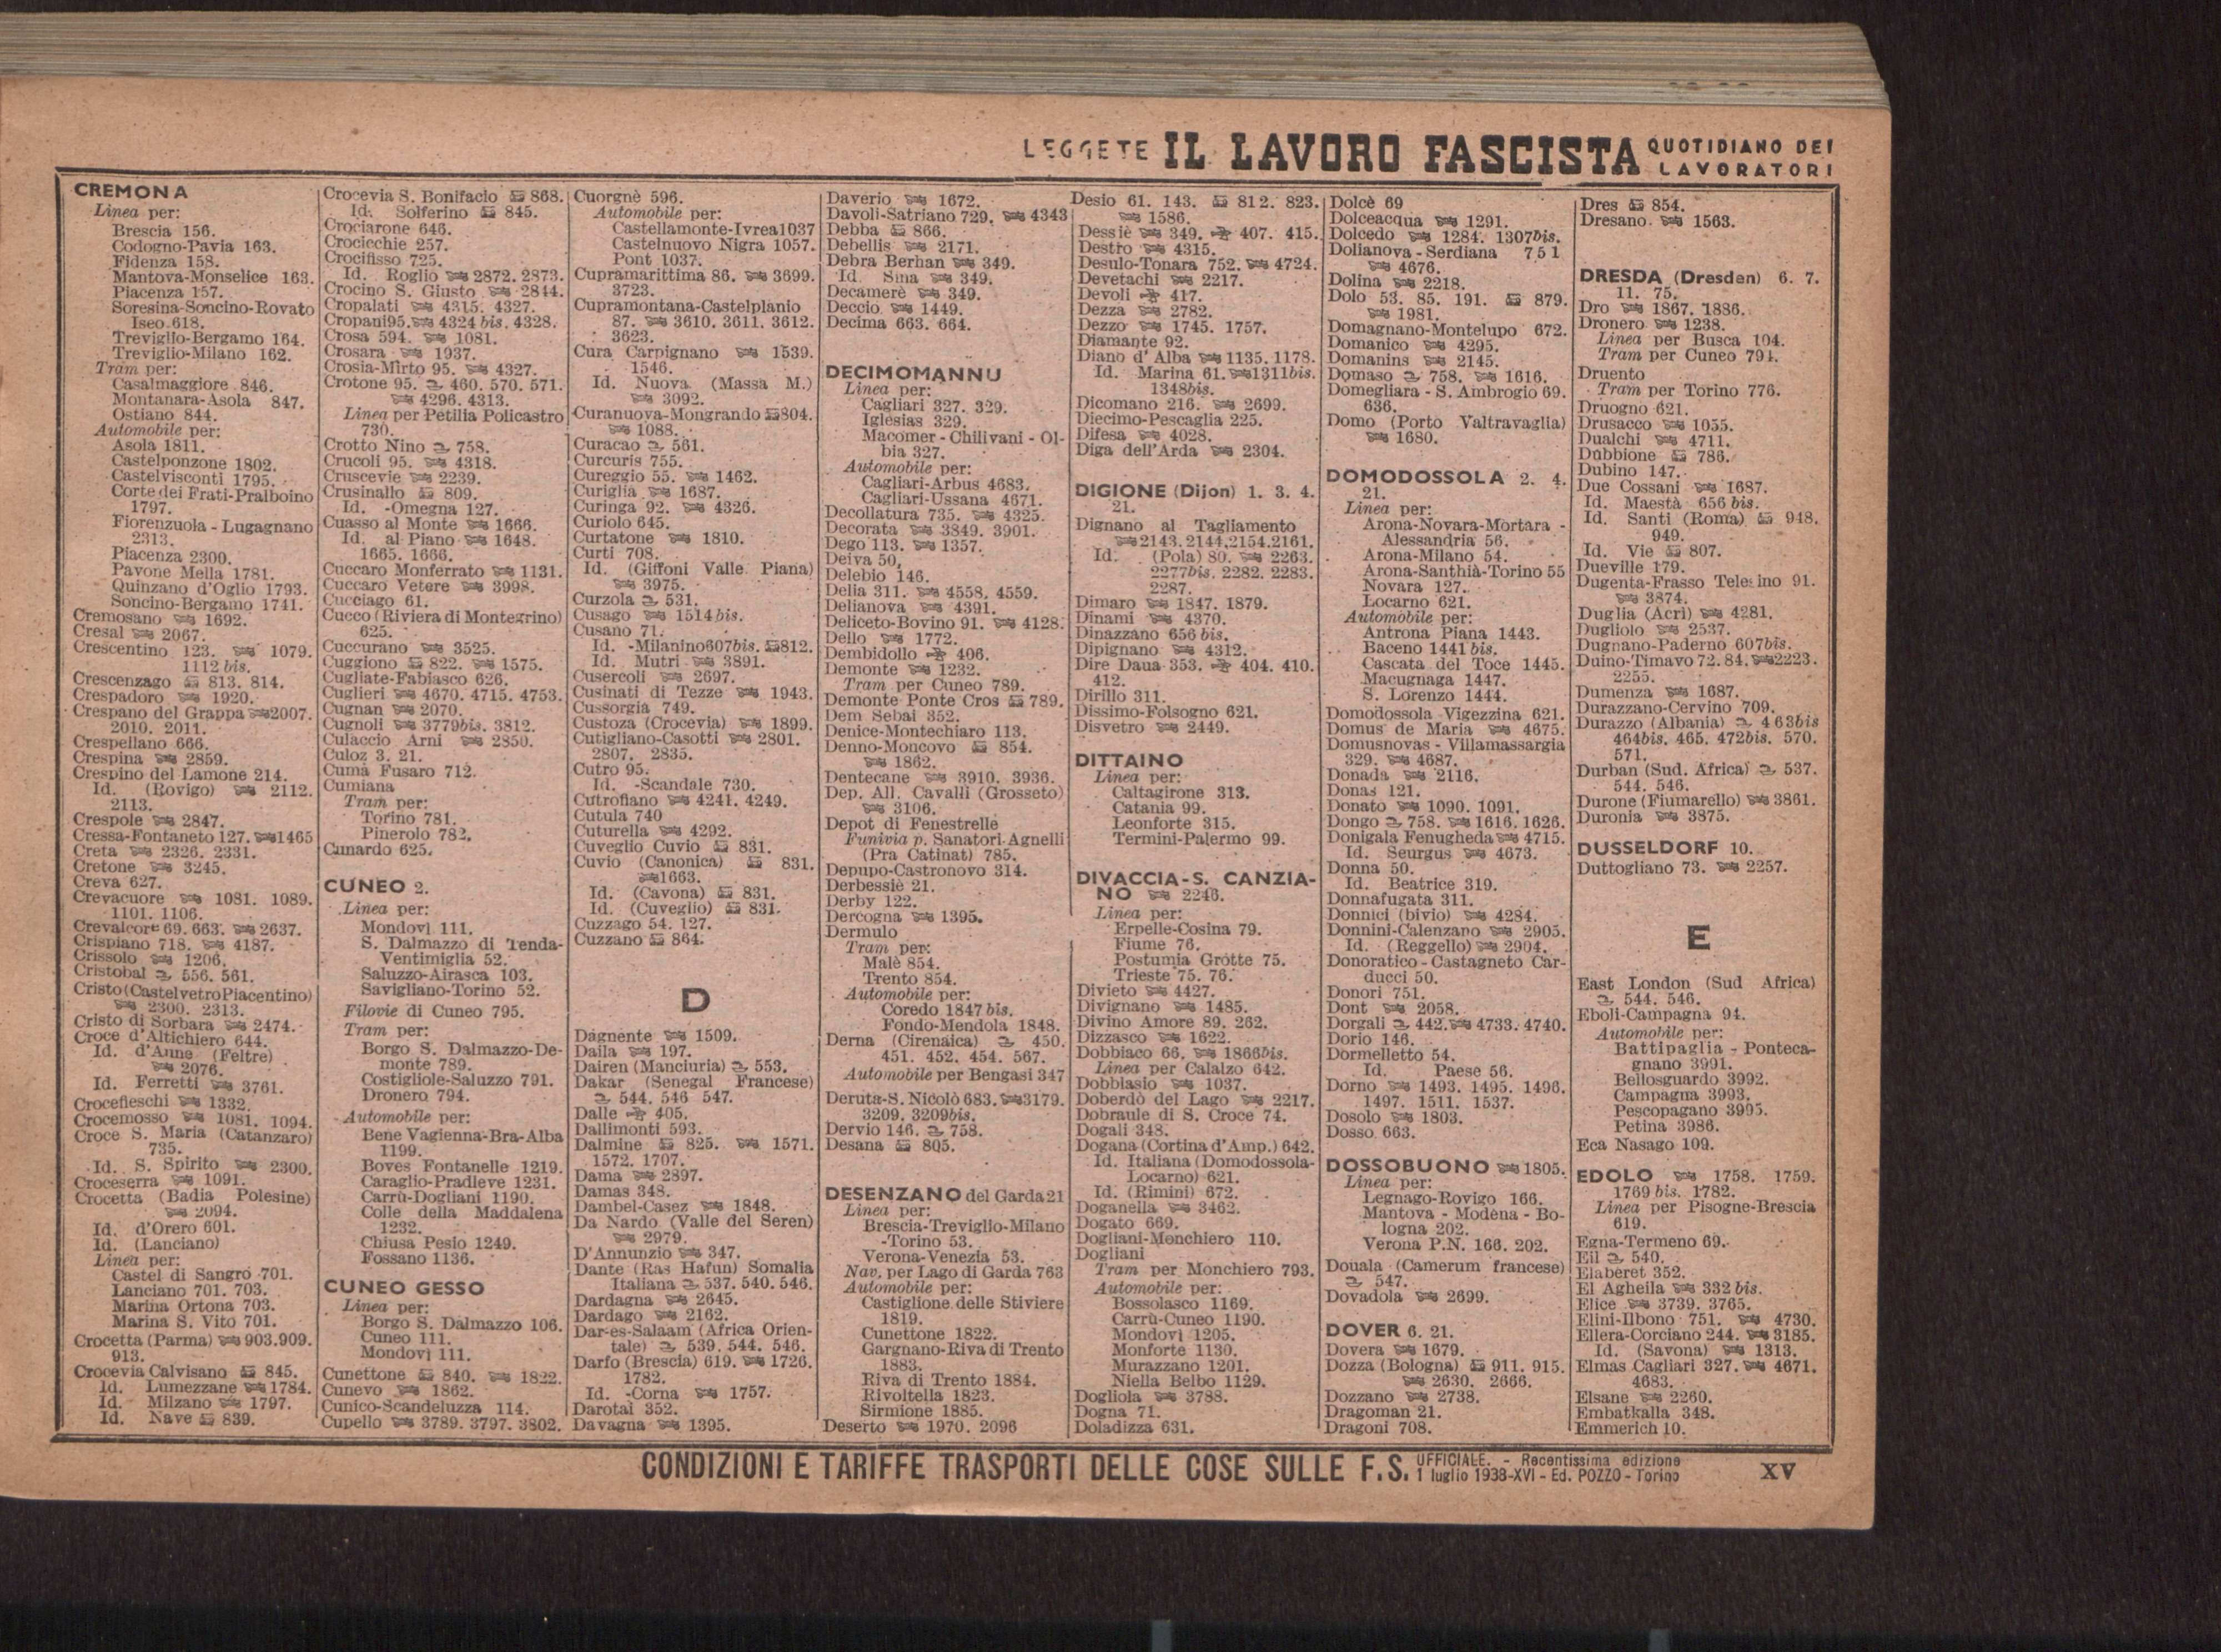 LEGGETE IL LAVORO FASCISTA QUOTIDIANO DEI
LAVORATORI
CREMONA
Linea per:
Brescia 156.
Codogno-Pavia 163.
Fidenza 158.
Mantova-Monselice 163.
Piacenza 157.
Soresina-Soncino-Rovato
Iseo 618.
Treviglio-Bergamo 164.
Treviglio-Milano 162.
Tram per:
Casalmaggiore 846.
Montanara-Asola 847.
Ostiano 844.
Automobile per:
Asola 1811.
Castelponzone 1802.
Castelvisconti 1795.
Corte dei Frati-Pralboino
1797.
Fiorenzuola - Lugagnano
2313.
Piacenza 2300.
Pavone Mella 1781.
Quinzano d'Oglio 1793.
Soncino-Bergamo 1741.
Cremosano 1692.
Cresal 2067.
Crescentino 123. 1079.
1112 bis.
Crescenzago 813. 814.
Crespadoro 1920.
Crespano del Grappa 2007.
2010. 2011.
Crespellano 666.
Crespina 2859.
Crespino del Lamone 214.
Id. (Rovigo) 2112.
2113.
Crespole 2847.
Cressa-Fontaneto 127. 1465
Creta 2326. 2331.
Cretone 3245.
Creva 627.
Crevacuore 1081. 1089.
1101. 1106.
Crevalcore 69. 663. 2637.
Crispiano 718. 4187.
Crissolo 1206.
Cristobal 556. 561.
Cristo (Castelvetro Piacentino)
2300. 2313.
Cristo di Sorbara 2474.
Croce d'Altichiero 644.
Id. d'Anne (Feltre)
2076.
Id. Ferretti 3761.
Crocefieschi 1332.
Crocemosso 1081. 1094.
Croce S. Maria (Catanzaro)
735.
Id. S. Spirito 2300.
Croceserra 1091.
Crocetta (Badia Polesine)
2094.
Id. d'Orero 601.
Id. (Lanciano)
Linea per:
Castel di Sangro 701.
Lanciano 701. 703.
Marina Ortona 703.
Marina S. Vito 701.
Crocetta (Parma) 903. 909.
913.
Crocevia Calvisano 845.
Id. Lumezzane 1784.
Id. Milzano 1797.
Id. Nave 839.
Crocevia S. Bonifacio 868.
Id. Solferino 845.
Crociarone 646.
Crocicchie 257.
Crocifisso 725.
Id. Roglio 2872. 2873.
Crocino S. Giusto 2844.
Cropalati 4315. 4327.
Cropani 95. 4324 bis. 4328.
Crosa 594. 1081.
Crosara 1937.
Crosia-Mirto 95. 4327.
Crotone 95. 460. 570. 571.
4296. 4313.
Linea per Petilia Policastro
730.
Crotto Nino 758.
Crucoli 95. 4318.
Cruscevie 2239.
Crusinallo 809.
Id. -Omegna 127.
Cuasso al Monte 1666.
Id. al Piano 1648.
1665. 1666.
Cuccaro Monferrato 1131.
Cuccaro Vetere 3998.
Cucciago 61.
Cucco (Riviera di Montegrino)
625.
Cuccurano 3525.
Cuggiono 822. 1575.
Cugliate-Fabiasco 626.
Cuglieri 4670. 4715. 4753.
Cugnan 2070.
Cugnoli 3779bis. 3812.
Culaccio Arni 2850.
Culoz 3. 21.
Cuma Fusaro 712.
Cumiana
Tram per:
Torino 781.
Pinerolo 782.
Cunardo 625.
CUNEO 2.
Linea per:
Mondovì 111.
S. Dalmazzo di Tenda-
Ventimiglia 52.
Saluzzo-Airasca 103.
Savigliano-Torino 52.
Filovie di Cuneo 795.
Tram per:
Borgo S. Dalmazzo-De-
monte 789.
Costigliole-Saluzzo 791.
Dronero 794.
Automobile per:
Bene Vagienna-Bra-Alba
1199.
Boves Fontanelle 1219.
Caraglio-Pradleve 1231.
Carrù-Dogliani 1190.
Colle della Maddalena
1232.
Chiusa Pesio 1249.
Fossano 1136.
CUNEO GESSO
Linea per:
Borgo S. Dalmazzo 106.
Cuneo 111.
Mondovì 111.
Cunettone 840. 1822.
Cunevo 1862.
Cunico-Scandeluzza 114.
Cupello 3789. 3797. 3802.
Cuorgnè 596.
Automobile per:
Castellamonte-Ivrea 1037
Castelnuovo Nigra 1057.
Pont 1037.
Cupramarittima 86. 3699.
3723.
Cupramontana-Castelplanio
87. 3610. 3611. 3612.
3623.
Cura Carpignano 1539.
1546.
Id. Nuova (Massa M.)
3092.
Curanuova-Mongrando 804.
1088.
Curacao 561.
Curcuris 755.
Cureggio 55. 1462.
Curiglia 1687.
Curinga 92. 4326.
Curiolo 645.
Curtatone 1810.
Curti 708.
Id. (Giffoni Valle Piana)
3975.
Curzola 531.
Cusago 1514bis.
Cusano 71.
Id. -Milanino 607bis. 812.
Id. Mutri 3891.
Cusercoli 2697.
Cusinati di Tezze 1943.
Cussorgia 749.
Custoza (Crocevia) 1899.
Cutigliano-Casotti 2801.
2807. 2835.
Cutro 95.
Id. -Scandale 730.
Cutrofiano 4241. 4249.
Cutula 740
Cuturella 4292.
Cuveglio Cuvio 831.
Cuvio (Canonica) 831.
1663.
Id. (Cavona) 831.
Id. (Cuveglio) 831.
Cuzzago 54. 127.
Cuzzano 864.
D
Dagnente 1509.
Daila 197.
Dairen (Manciuria) 553.
Dakar (Senegal Francese)
544. 546 547.
Dalle 405.
Dallimonti 593.
Dalmine 825. 1571.
1572. 1707.
Dama 2897.
Damas 348.
Dambel-Casez 1848.
Da Nardo (Valle del Seren)
2979.
D'Annunzio 347.
Dante (Ras Hafun) Somalia
Italiana 537. 540. 546.
Dardagna 2645.
Dardago 2162.
Dar-es-Salaam (Africa Orien-
tale) 539. 544. 546.
Darfo (Brescia) 619. 1726.
1782.
Id. -Corna 1757.
Darotai 352.
Davagna 1395.
Daverio 1672.
Davoli-Satriano 729. 4343
Debba 866.
Debellis 2171.
Debra Berhan 349.
Id. Sina 349.
Decamerè 349.
Deccio 1449.
Decima 663. 664.
DECIMOMANNU
Linea per:
Cagliari 327. 329.
Iglesias 329.
Macomer - Chilivani - Ol-
bia 327.
Automobile per:
Cagliari-Arbus 4683.
Cagliari-Ussana 4671.
Decollatura 735. 4325.
Decorata 3849. 3901.
Dego 113. 1357.
Deiva 50.
Delebio 146.
Delia 311. 4558. 4559.
Delianova 4391.
Deliceto-Bovino 91. 4128.
Dello 1772.
Dembidollo 406.
Demonte 1232.
Tram per Cuneo 789.
Demonte Ponte Cros 789.
Dem Sebai 352.
Denice-Montechiaro 113.
Denno-Moncovo 854.
1862.
Dentecane 3910. 3936.
Dep. All. Cavalli (Grosseto)
3106.
Depot di Fenestrelle
Funivia p. Sanatori Agnelli
(Pra Catinat) 785.
Depupo-Castronovo 314.
Derbessiè 21.
Derby 122.
Dercogna 1395.
Dermulo
Tram per:
Malè 854.
Trento 854.
Automobile per:
Coredo 1847 bis.
Fondo-Mendola 1848.
Derna (Cirenaica) 450.
451. 452. 454. 567.
Automobile per Bengasi 347
Deruta-S. Nicolò 683. 3179.
3209. 3209bis.
Dervio 146. 758.
Desana 805.
DESENZANO del Garda 21
Linea per:
Brescia-Treviglio-Milano
-Torino 53.
Verona-Venezia 53.
Nav. per Lago di Garda 763
Automobile per:
Castiglione delle Stiviere
1819.
Cunettone 1822.
Gargnano-Riva di Trento
1883.
Riva di Trento 1884.
Rivoltella 1823.
Sirmione 1885.
Deserto 1970. 2096
Desio 61. 143. 812. 823.
1586.
Dessiè 349. 407. 415.
Destro 4315.
Desulo-Tonara 752. 4724.
Devetachi 2217.
Devoli 417.
Dezza 2782.
Dezzo 1745. 1757.
Diamante 92.
Diano d'Alba 1135. 1178.
Id. Marina 61. 1311bis.
1348bis.
Dicomano 216. 2699.
Diecimo-Pescaglia 225.
Difesa 4028.
Diga dell'Arda 2304.
DIGIONE (Dijon) 1. 3. 4.
21.
Dignano al Tagliamento
2143. 2144. 2154. 2161.
Id. (Pola) 80. 2263.
2277bis. 2282. 2283.
2287.
Dimaro 1847. 1879.
Dinami 4370.
Dinazzano 656 bis.
Dipignano 4312.
Dire Daua 353. 404. 410.
412.
Dirillo 311.
Dissimo-Folsogno 621.
Disvetro 2449.
DITTAINO
Linea per:
Caltagirone 313.
Catania 99.
Leonforte 315.
Termini-Palermo 99.
DIVACCIA-S. CANZIA-
NO 2246.
Linea per:
Erpelle-Cosina 79.
Fiume 76.
Postumia Grotte 75.
Trieste 75. 76.
Divieto 4427.
Divignano 1485.
Divino Amore 89. 262.
Dizzasco 1622.
Dobbiaco 66. 1866bis.
Linea per Calalzo 642.
Dobblasio 1037.
Doberdò del Lago 2217.
Dobraule di S. Croce 74.
Dogali 348.
Dogana (Cortina d'Amp.) 642.
Id. Italiana (Domodossola-
Locarno) 621.
Id. (Rimini) 672.
Doganella 3462.
Dogato 669.
Dogliani-Monchiero 110.
Dogliani
Tram per Monchiero 793.
Automobile per:
Bossolasco 1169.
Carrù-Cuneo 1190.
Mondovì 1205.
Monforte 1130.
Murazzano 1201.
Niella Belbo 1129.
Dogliola 3788.
Dogna 71.
Doladizza 631.
Dolcè 69
Dolceacqua 1291.
Dolcedo 1284. 1307bis.
Dolianova - Serdiana 751
4676.
Dolina 2218.
Dolo 53. 85. 191. 879.
1981.
Domagnano-Montelupo 672.
Domanico 4295.
Domanins 2145.
Domaso 758. 1616.
Domegliara - S. Ambrogio 69.
636.
Domo (Porto Valtravaglia)
1680.
DOMODOSSOLA 2. 4.
21.
Linea per:
Arona-Novara-Mortara -
Alessandria 56.
Arona-Milano 54.
Arona-Santhià-Torino 55
Novara 127.
Locarno 621.
Automobile per:
Antrona Piana 1443.
Baceno 1441 bis.
Cascata del Toce 1445.
Macugnaga 1447.
S. Lorenzo 1444.
Domodossola Vigezzina 621.
Domus de Maria 4675.
Domusnovas - Villamassargia
329. 4687.
Donada 2116.
Donas 121.
Donato 1090. 1091.
Dongo 758. 1616. 1626.
Donigala Fenugheda 4715.
Id. Seurgus 4673.
Donna 50.
Id. Beatrice 319.
Donnafugata 311.
Donnici (bivio) 4284.
Donnini-Calenzano 2905.
Id. (Reggello) 2904.
Donoratico - Castagneto Car-
ducci 50.
Donori 751.
Dont 2058.
Dorgali 442. 4733. 4740.
Dorio 146.
Dormelletto 54.
Id. Paese 56.
Dorno 1493. 1495. 1496.
1497. 1511. 1537.
Dosolo 1803.
Dosso 663.
DOSSOBUONO 1805.
Linea per:
Legnago-Rovigo 166.
Mantova - Modena - Bo-
logna 202.
Verona P.N. 166. 202.
Douala (Camerum francese)
547.
Dovadola 2699.
DOVER 6. 21.
Dovera 1679.
Dozza (Bologna) 911. 915.
2630. 2666.
Dozzano 2738.
Dragoman 21.
Dragoni 708.
Dres 854.
Dresano 1563.
DRESDA (Dresden) 6. 7.
11. 75.
Dro 1867. 1886.
Dronero 1238.
Linea per Busca 104.
Tram per Cuneo 794.
Druento
Tram per Torino 776.
Druogno 621.
Drusacco 1055.
Dualchi 4711.
Dubbione 786.
Dubino 147.
Due Cossani 1687.
Id. Maestà 656 bis.
Id. Santi (Roma) 948.
949.
Id. Vie 807.
Dueville 179.
Dugenta-Frasso Telesino 91.
3874.
Duglia (Acri) 4281.
Dugliolo 2537.
Dugnano-Paderno 607bis.
Duino-Timavo 72. 84. 2223.
2255.
Dumenza 1687.
Durazzano-Cervino 709.
Durazzo (Albania) 463bis
464bis. 465. 472bis. 570.
571.
Durban (Sud. Africa) 537.
544. 546.
Durone (Fiumarello) 3861.
Duronia 3875.
DUSSELDORF 10.
Duttogliano 73. 2257.
E
East London (Sud Africa)
544. 546.
Eboli-Campagna 94.
Automobile per:
Battipaglia - Ponteca-
gnano 3991.
Bellosguardo 3992.
Campagna 3993.
Pescopagano 3995.
Petina 3986.
Eca Nasago 109.
EDOLO 1758. 1759.
1769 bis. 1782.
Linea per Pisogne-Brescia
619.
Egna-Termeno 69.
Eil 540.
Elaberet 352.
El Agheila 332 bis.
Elice 3739. 3765.
Elini-Ilbono 751. 4730.
Ellera-Corciano 244. 3185.
Id. (Savona) 1313.
Elmas Cagliari 327. 4671.
4683.
Elsane 2260.
Embatkalla 348.
Emmerich 10.
CONDIZIONI E TARIFFE TRASPORTI DELLE COSE SULLE F.S. UFFICIALE. - Recentissima edizione
1 luglio 1938-XVI - Ed. POZZO - Torino
XV